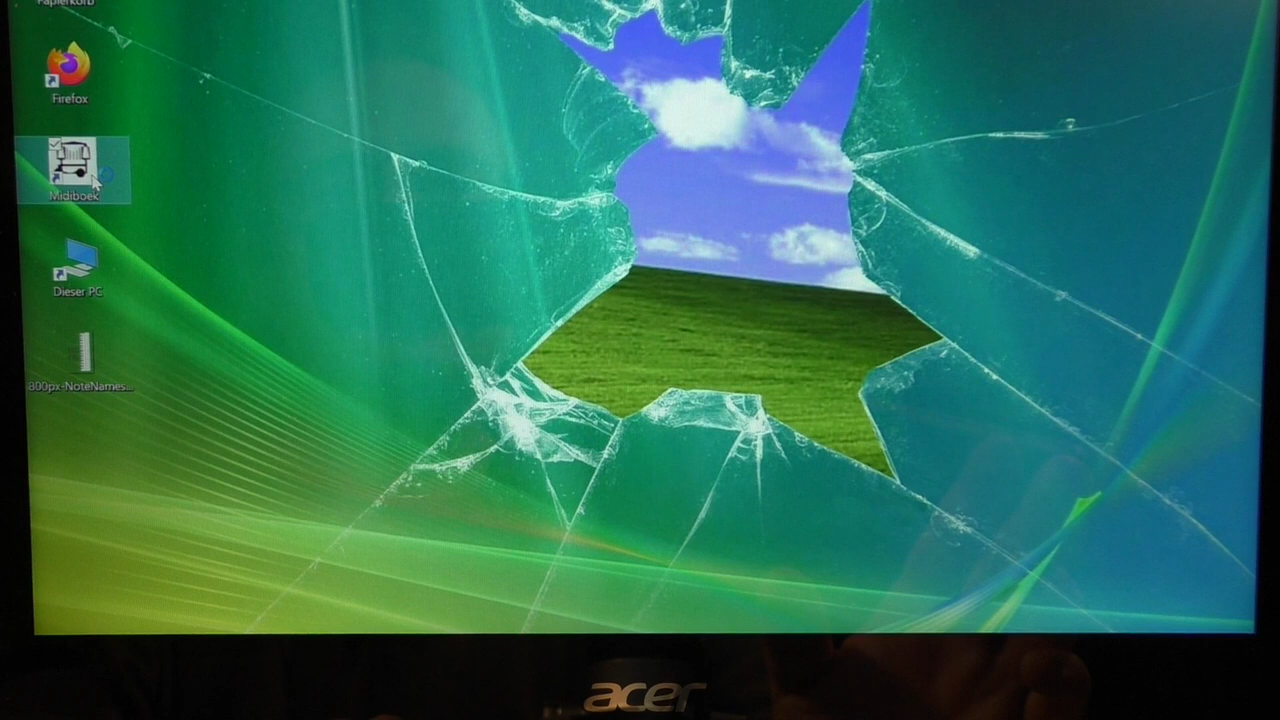 Papierkorb
Firefox
Midiboek
Dieser PC
800px-NoteNames...
acer